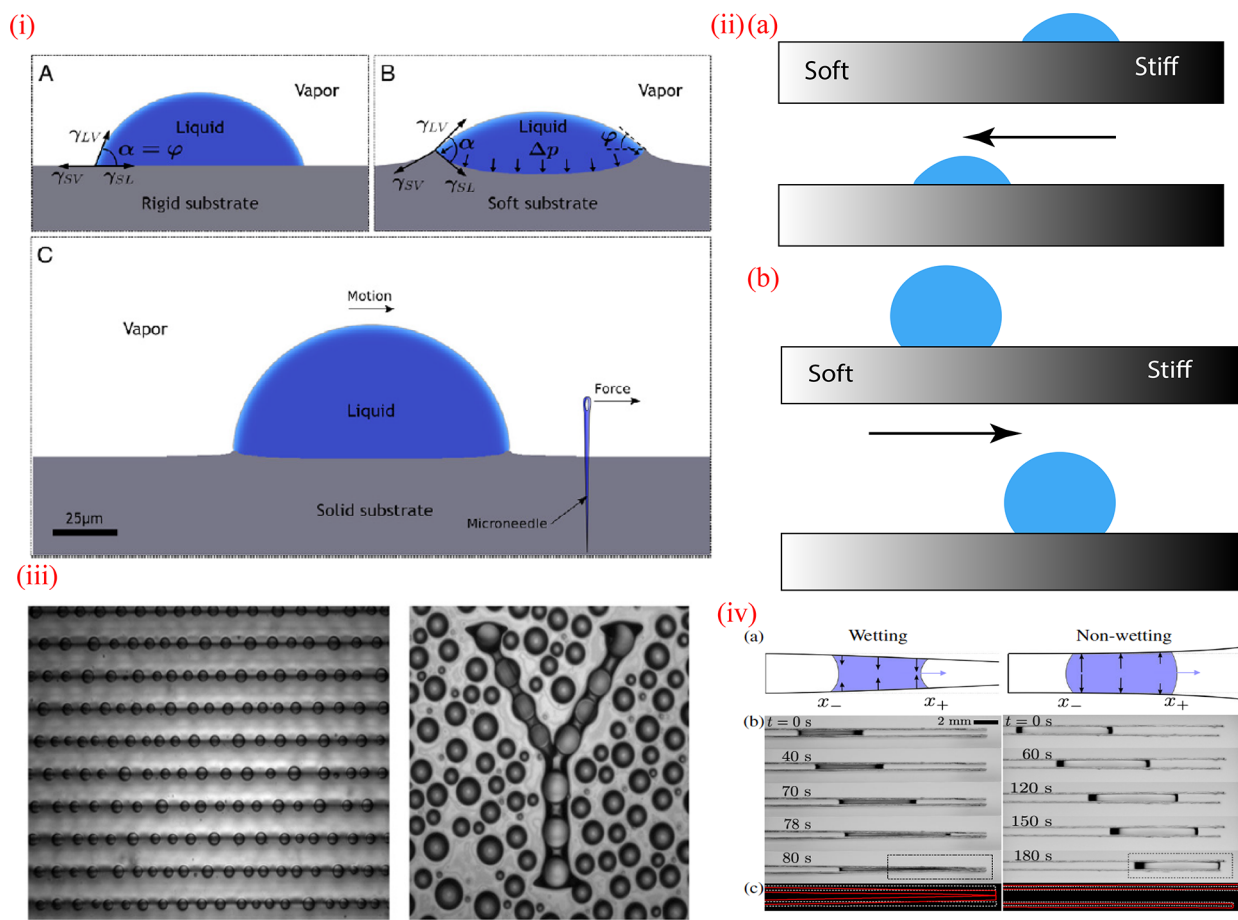 (i)
A
Vapor
Liquid
γLV
α = φ
γSV
γSL
Rigid substrate
B
Vapor
Liquid
γLV
α
Δp
φ
γSV
γSL
Soft substrate
C
Motion
Vapor
Liquid
Force
Solid substrate
Microneedle
25μm
(ii) (a)
Soft
Stiff
(b)
Soft
Stiff
(iii)
(iv)
(a)
Wetting
Non-wetting
x−
x+
x−
x+
(b)
t = 0 s
2 mm
40 s
70 s
78 s
80 s
t = 0 s
60 s
120 s
150 s
180 s
(c)